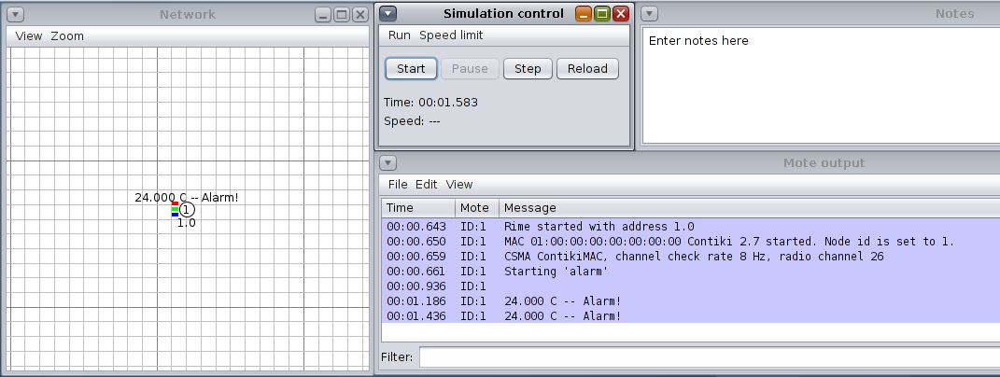 Network
View Zoom
24.000 C -- Alarm!
1
1.0
Simulation control
Run Speed limit
Start Pause Step Reload
Time: 00:01.583
Speed: ---
Notes
Enter notes here
Mote output
File Edit View
Time Mote Message
00:00.643 ID:1 Rime started with address 1.0
00:00.650 ID:1 MAC 01:00:00:00:00:00:00:00 Contiki 2.7 started. Node id is set to 1.
00:00.659 ID:1 CSMA ContikiMAC, channel check rate 8 Hz, radio channel 26
00:00.661 ID:1 Starting 'alarm'
00:00.936 ID:1
00:01.186 ID:1 24.000 C -- Alarm!
00:01.436 ID:1 24.000 C -- Alarm!
Filter: